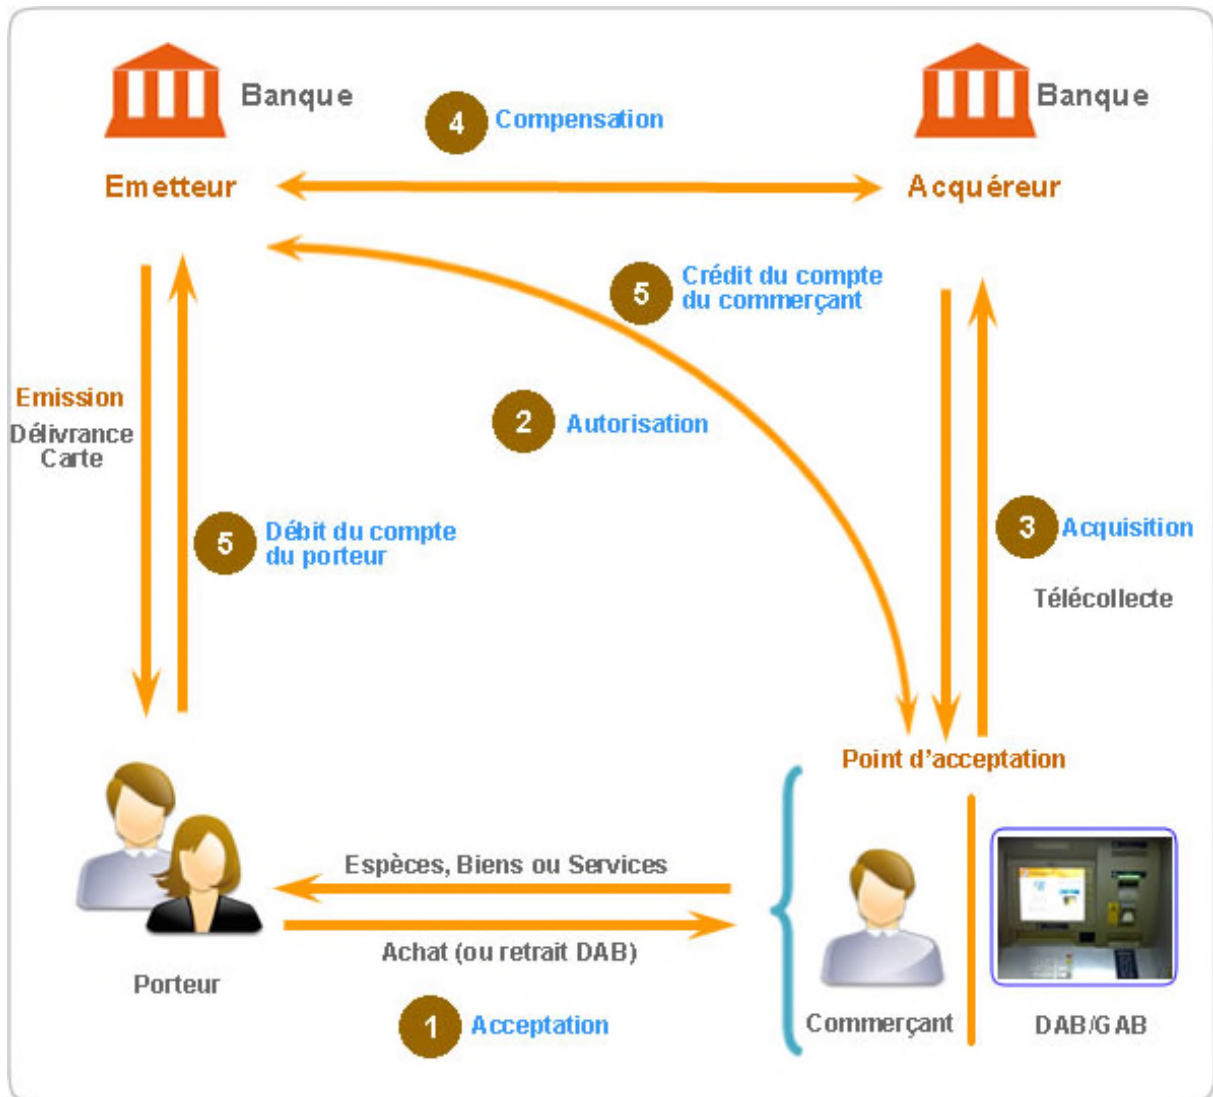 Banque
Banque
4
Compensation
Emetteur
Acquéreur
5
Crédit du compte
du commerçant
Emission
Délivrance
Carte
2
Autorisation
5
Débit du compte
du porteur
3
Acquisition
Télécollecte
Point d'acceptation
Espèces, Biens ou Services
Achat (ou retrait DAB)
Porteur
1
Acceptation
Commerçant
DAB/GAB